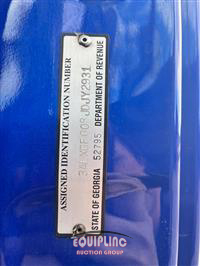 ASSIGNED IDENTIFICATION NUMBER
STATE OF GEORGIA 52795 DEPARTMENT OF REVENUE
EQUIPLINC
AUCTION GROUP